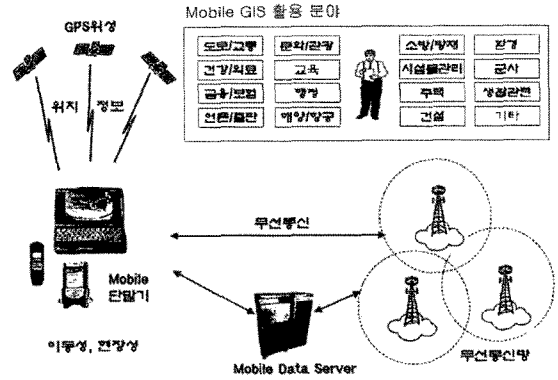 Mobile GIS 활용 분야
GPS위성
위치 정보
도로/교통 문화/관광 소방/방재 환경
건강/의료 교육 시설물관리 군사
금융/보험 행정 주택 생활관련
언론/출판 해양/항공 건설 기타
무선통신
Mobile
단말기
이동성, 현장성
Mobile Data Server
무선통신망